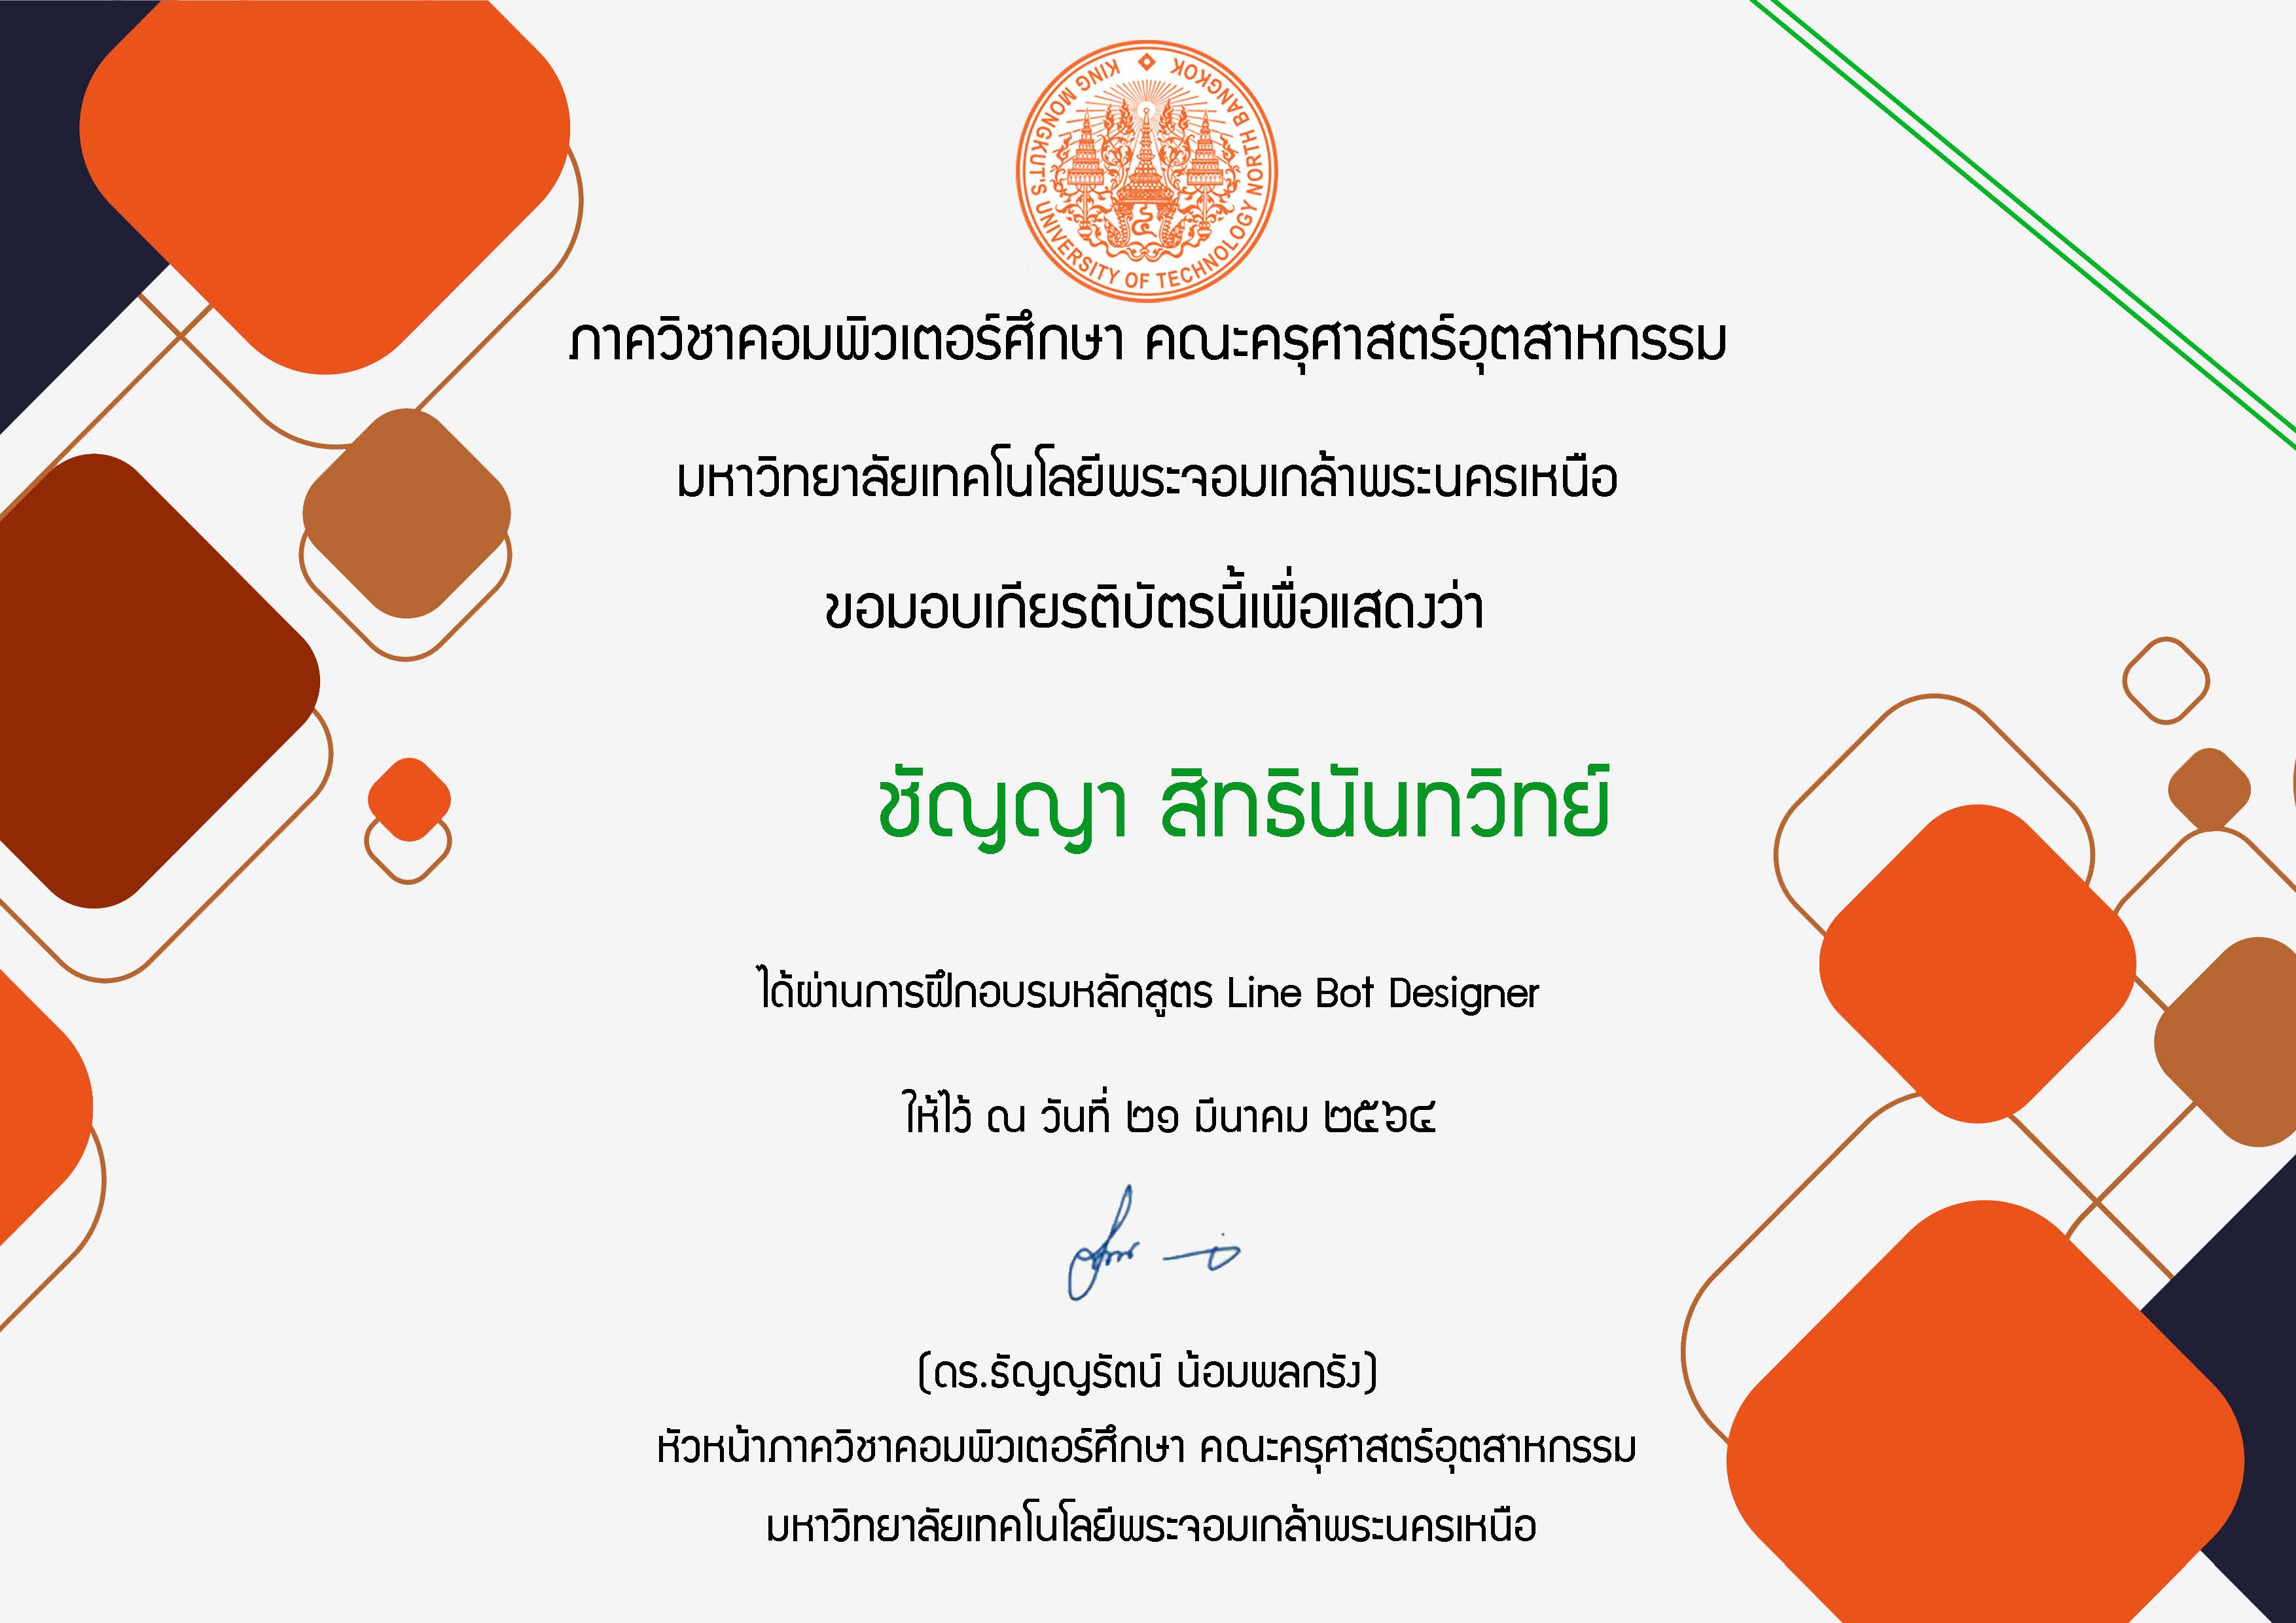 KING MONGKUT'S UNIVERSITY OF TECHNOLOGY NORTH BANGKOK
ภาควิชาคอมพิวเตอร์ศึกษา คณะครุศาสตร์อุตสาหกรรม
มหาวิทยาลัยเทคโนโลยีพระจอมเกล้าพระนครเหนือ
ขอมอบเกียรติบัตรนี้เพื่อแสดงว่า
ชัญญา สิทธินันทวิทย์
ได้ผ่านการฝึกอบรมหลักสูตร Line Bot Designer
ให้ไว้ ณ วันที่ ๒๑ มีนาคม ๒๕๖๔
(ดร.ธัญญรัตน์ น้อมพลกรัง)
หัวหน้าภาควิชาคอมพิวเตอร์ศึกษา คณะครุศาสตร์อุตสาหกรรม
มหาวิทยาลัยเทคโนโลยีพระจอมเกล้าพระนครเหนือ